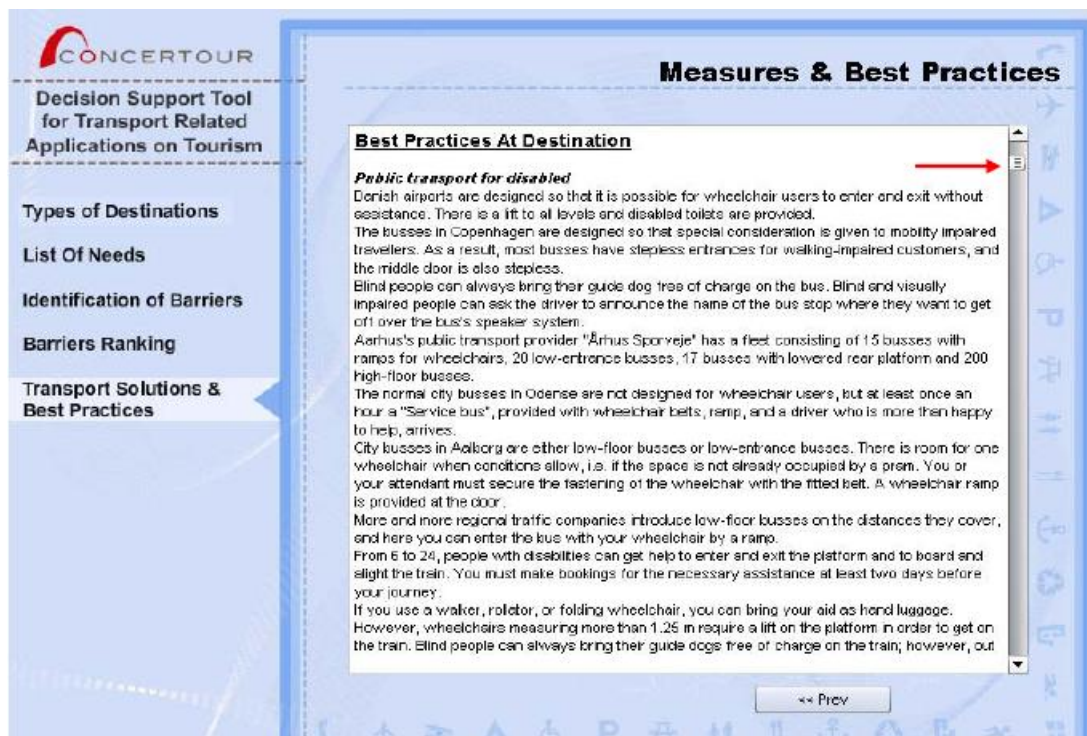 CONCERTOUR
Decision Support Tool
for Transport Related
Applications on Tourism
Types of Destinations
List Of Needs
Identification of Barriers
Barriers Ranking
Transport Solutions &
Best Practices
Measures & Best Practices
Best Practices At Destination
Public transport for disabled
Danish airports are designed so that it is possible for wheelchair users to enter and exit without
assistance. There is a lift to all levels and disabled toilets are provided.
The busses in Copenhagen are designed so that special consideration is given to mobility impaired
travellers. As a result, most busses have stepless entrances for walking-impaired customers, and
the middle door is also stepless.
Blind people can always bring their guide dog free of charge on the bus. Blind and visually
impaired people can ask the driver to announce the name of the bus stop where they want to get
off over the bus's speaker system.
Aarhus's public transport provider "Århus Sporveje" has a fleet consisting of 15 busses with
ramps for wheelchairs, 20 low-entrance busses, 17 busses with lowered rear platform and 200
high-floor busses.
The normal city busses in Odense are not designed for wheelchair users, but at least once an
hour a "Service bus", provided with wheelchair belts, ramp, and a driver who is more than happy
to help, arrives.
City busses in Aalborg are either low-floor busses or low-entrance busses. There is room for one
wheelchair when conditions allow, i.e. if the space is not already occupied by a pram. You or
your attendant must secure the fastening of the wheelchair with the fitted belt. A wheelchair ramp
is provided at the door.
More and more regional traffic companies introduce low-floor busses on the distances they cover,
and here you can enter the bus with your wheelchair by a ramp.
From 6 to 24, people with disabilities can get help to enter and exit the platform and to board and
alight the train. You must make bookings for the necessary assistance at least two days before
your journey.
If you use a walker, rolator, or folding wheelchair, you can bring your aid as hand luggage.
However, wheelchairs measuring more than 1.25 m require a lift on the platform in order to get on
the train. Blind people can always bring their guide dogs free of charge on the train; however, out
<< Prev